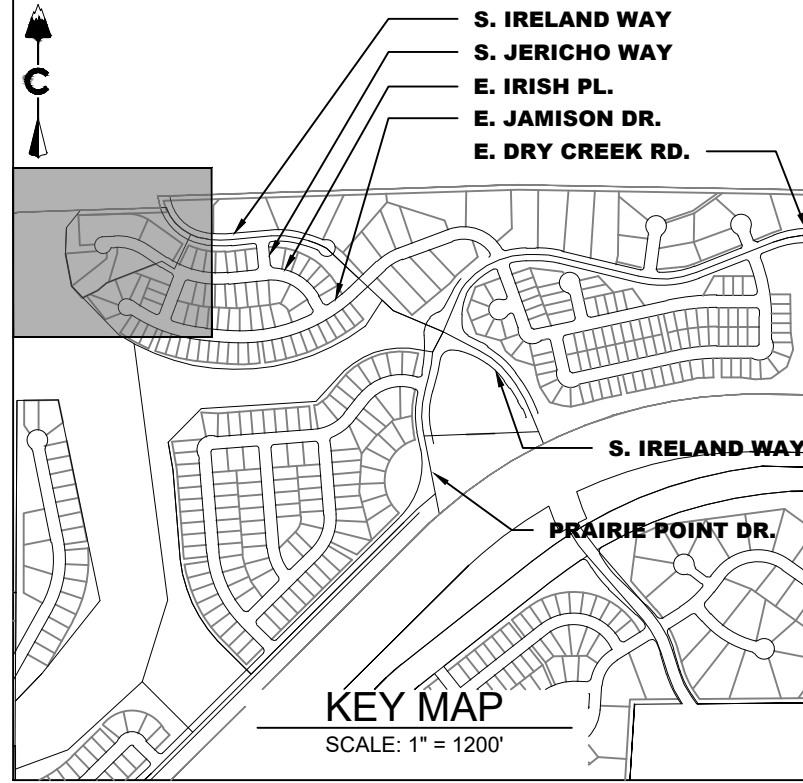 S. IRELAND WAY
S. JERICHO WAY
E. IRISH PL.
E. JAMISON DR.
E. DRY CREEK RD.
C
S. IRELAND WAY
PRAIRIE POINT DR.
KEY MAP
SCALE: 1" = 1200'